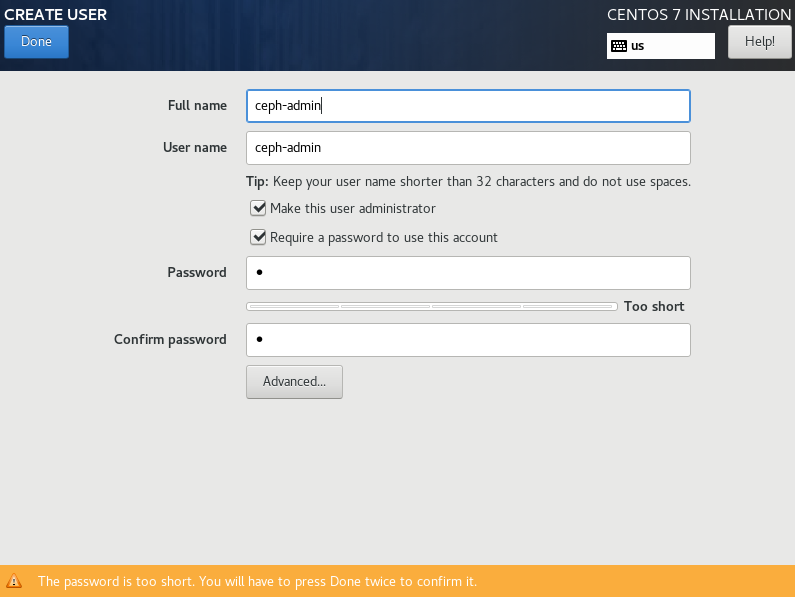 CREATE USER
CENTOS 7 INSTALLATION
Done
us
Help!
Full name
ceph-admin
User name
ceph-admin
Tip: Keep your user name shorter than 32 characters and do not use spaces.
Make this user administrator
Require a password to use this account
Password
●
Too short
Confirm password
●
Advanced...
The password is too short. You will have to press Done twice to confirm it.